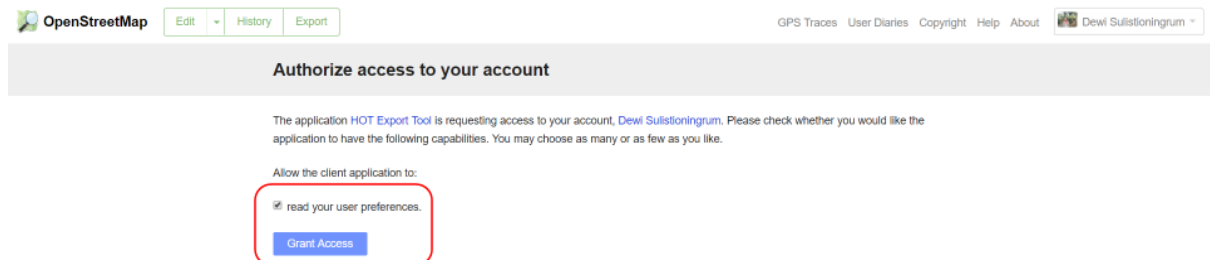 OpenStreetMap Edit History Export GPS Traces User Diaries Copyright Help About Dewi Sulistioningrum
Authorize access to your account
The application HOT Export Tool is requesting access to your account, Dewi Sulistioningrum. Please check whether you would like the
application to have the following capabilities. You may choose as many or as few as you like.
Allow the client application to:
read your user preferences.
Grant Access